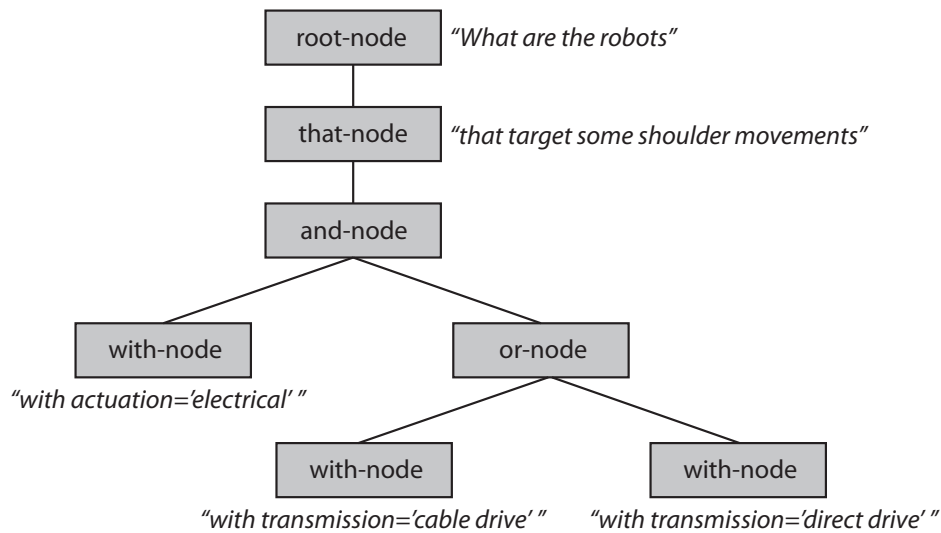 root-node “What are the robots”
that-node “that target some shoulder movements”
and-node
with-node or-node
“with actuation=’electrical’ ”
with-node with-node
“with transmission=’cable drive’ ” “with transmission=’direct drive’ ”